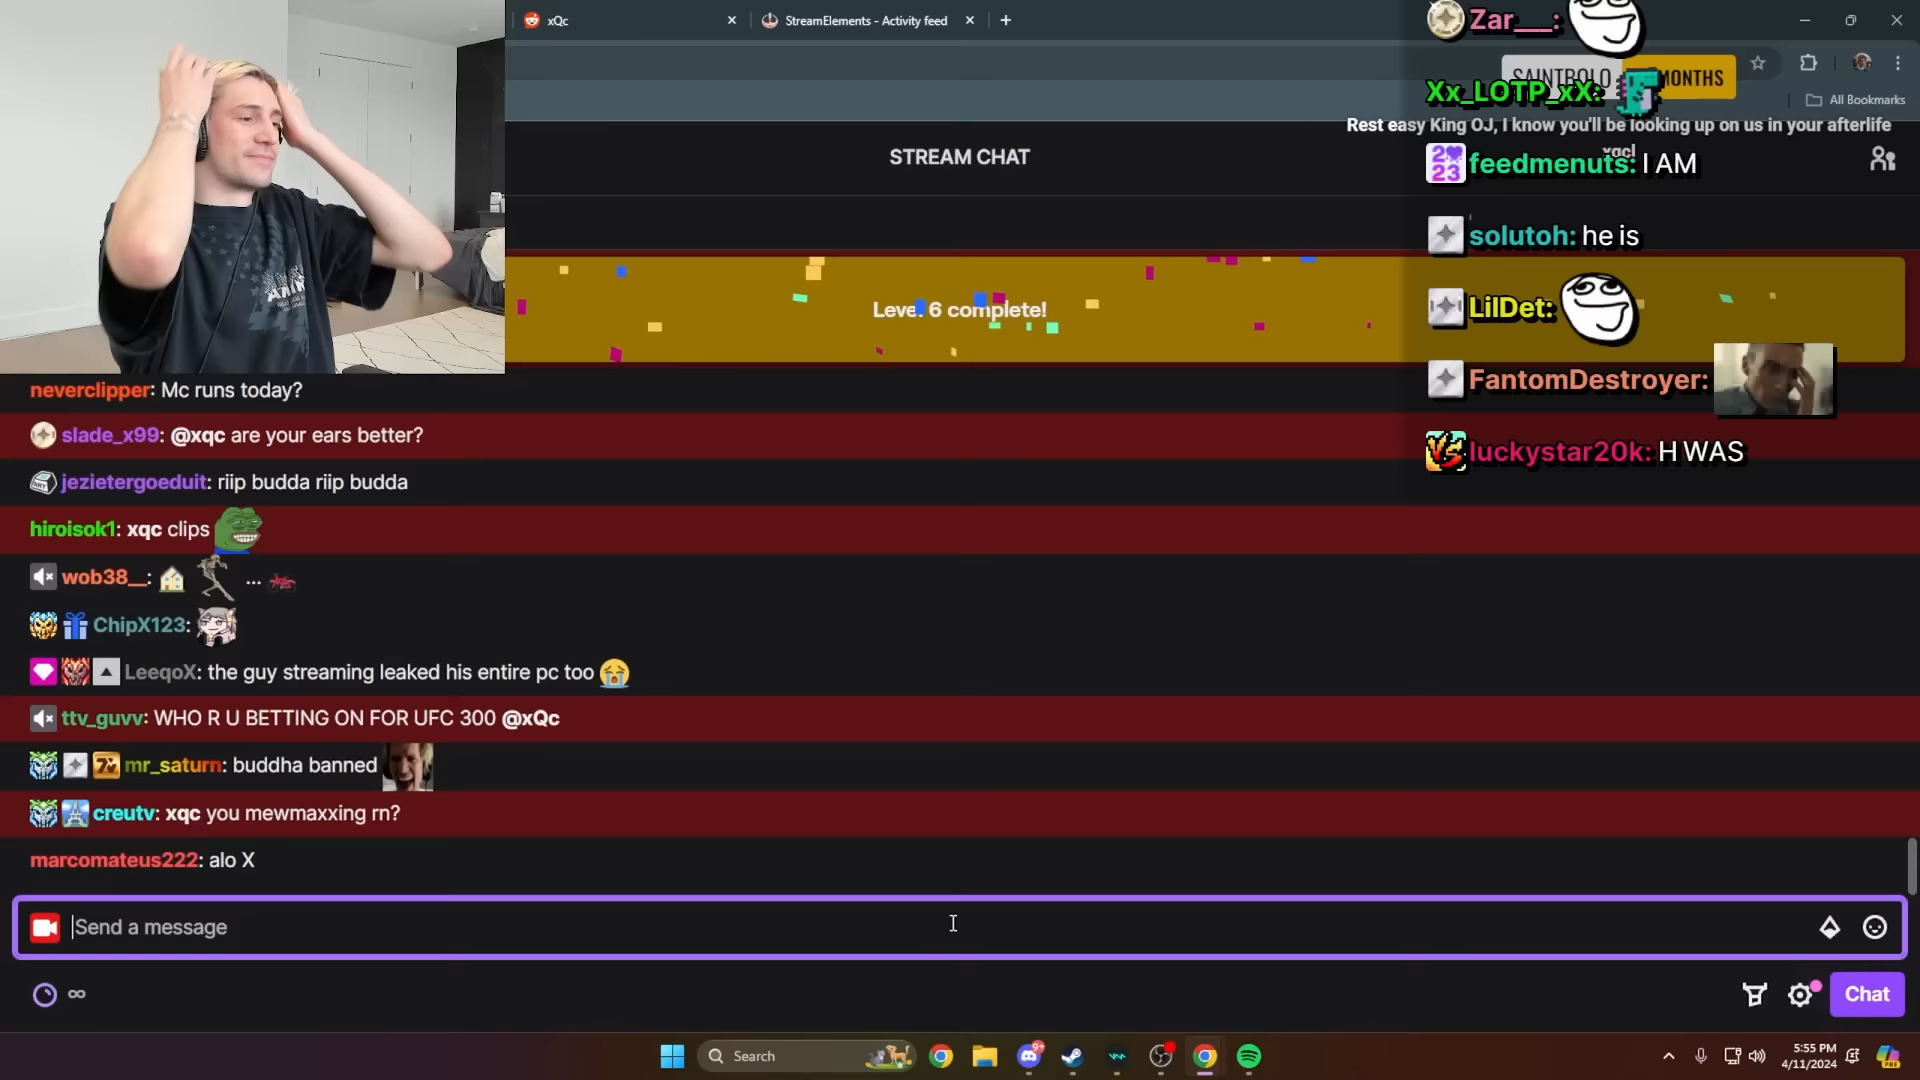 xQc
StreamElements - Activity feed
All Bookmarks
STREAM CHAT
Level 6 complete!
neverclipper: Mc runs today?
slade_x99: @xqc are your ears better?
jezietergoeduit: riip budda riip budda
hiroisok1: xqc clips
wob38__: ...
ChipX123:
LeeqoX: the guy streaming leaked his entire pc too
ttv_guvv: WHO R U BETTING ON FOR UFC 300 @xQc
mr_saturn: buddha banned
creutv: xqc you mewmaxxing rn?
marcomateus222: alo X
Send a message
Chat
Zar___:
SAINTBOLO
MONTHS
Xx_LOTP_xX:
Rest easy King OJ, I know you'll be looking up on us in your afterlife
xqcl
feedmenuts: I AM
solutoh: he is
LilDet:
FantomDestroyer:
luckystar20k: H WAS
Search
9+
5:55 PM
4/11/2024